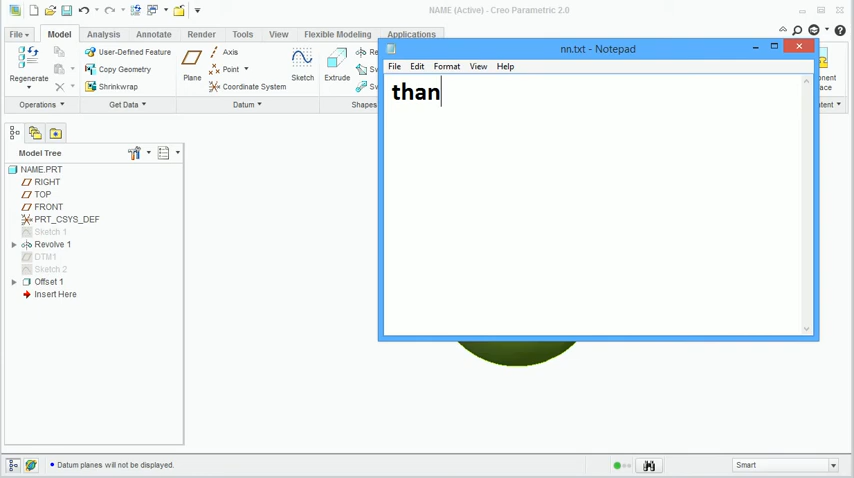 NAME (Active) - Creo Parametric 2.0
File
Model
Analysis
Annotate
Render
Tools
View
Flexible Modeling
Applications
Regenerate
User-Defined Feature
Copy Geometry
Shrinkwrap
Plane
Axis
Point
Coordinate System
Sketch
Extrude
Re
Sw
Sw
Operations
Get Data
Datum
Shapes
nn.txt - Notepad
File Edit Format View Help
than
Model Tree
NAME.PRT
RIGHT
TOP
FRONT
PRT_CSYS_DEF
Sketch 1
Revolve 1
DTM1
Sketch 2
Offset 1
Insert Here
Datum planes will not be displayed.
Smart